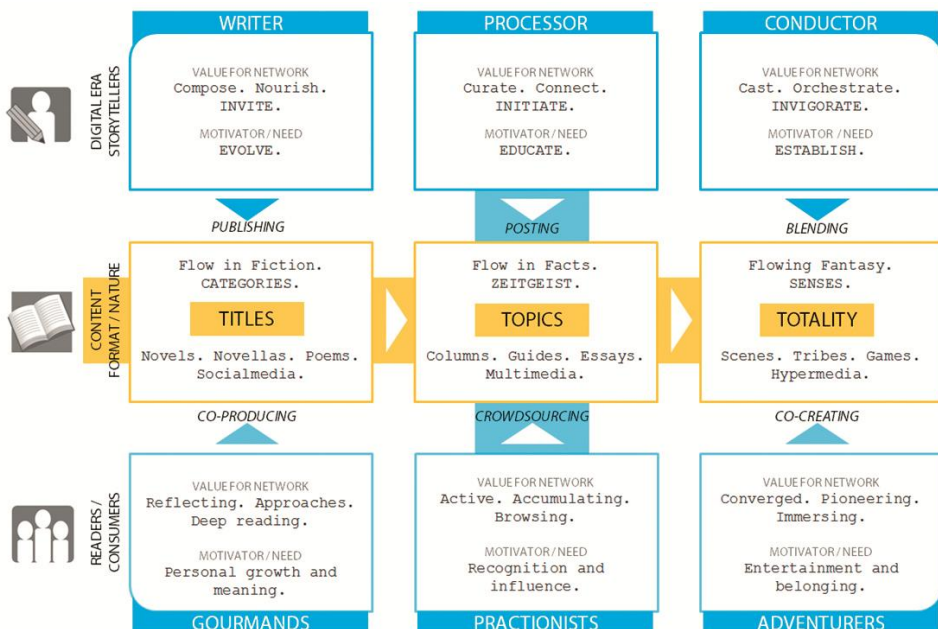 WRITER
PROCESSOR
CONDUCTOR
DIGITAL ERA
STORYTELLERS
VALUE FOR NETWORK
Compose. Nourish.
INVITE.
MOTIVATOR / NEED
EVOLVE.
VALUE FOR NETWORK
Curate. Connect.
INITIATE.
MOTIVATOR / NEED
EDUCATE.
VALUE FOR NETWORK
Cast. Orchestrate.
INVIGORATE.
MOTIVATOR / NEED
ESTABLISH.
PUBLISHING
POSTING
BLENDING
CONTENT
FORMAT / NATURE
Flow in Fiction.
CATEGORIES.
TITLES
Novels. Novellas. Poems.
Socialmedia.
Flow in Facts.
ZEITGEIST.
TOPICS
Columns. Guides. Essays.
Multimedia.
Flowing Fantasy.
SENSES.
TOTALITY
Scenes. Tribes. Games.
Hypermedia.
CO-PRODUCING
CROWDSOURCING
CO-CREATING
READERS /
CONSUMERS
VALUE FOR NETWORK
Reflecting. Approaches.
Deep reading.
MOTIVATOR / NEED
Personal growth and
meaning.
VALUE FOR NETWORK
Active. Accumulating.
Browsing.
MOTIVATOR / NEED
Recognition and
influence.
VALUE FOR NETWORK
Converged. Pioneering.
Immersing.
MOTIVATOR / NEED
Entertainment and
belonging.
GOURMANDS
PRACTIONISTS
ADVENTURERS